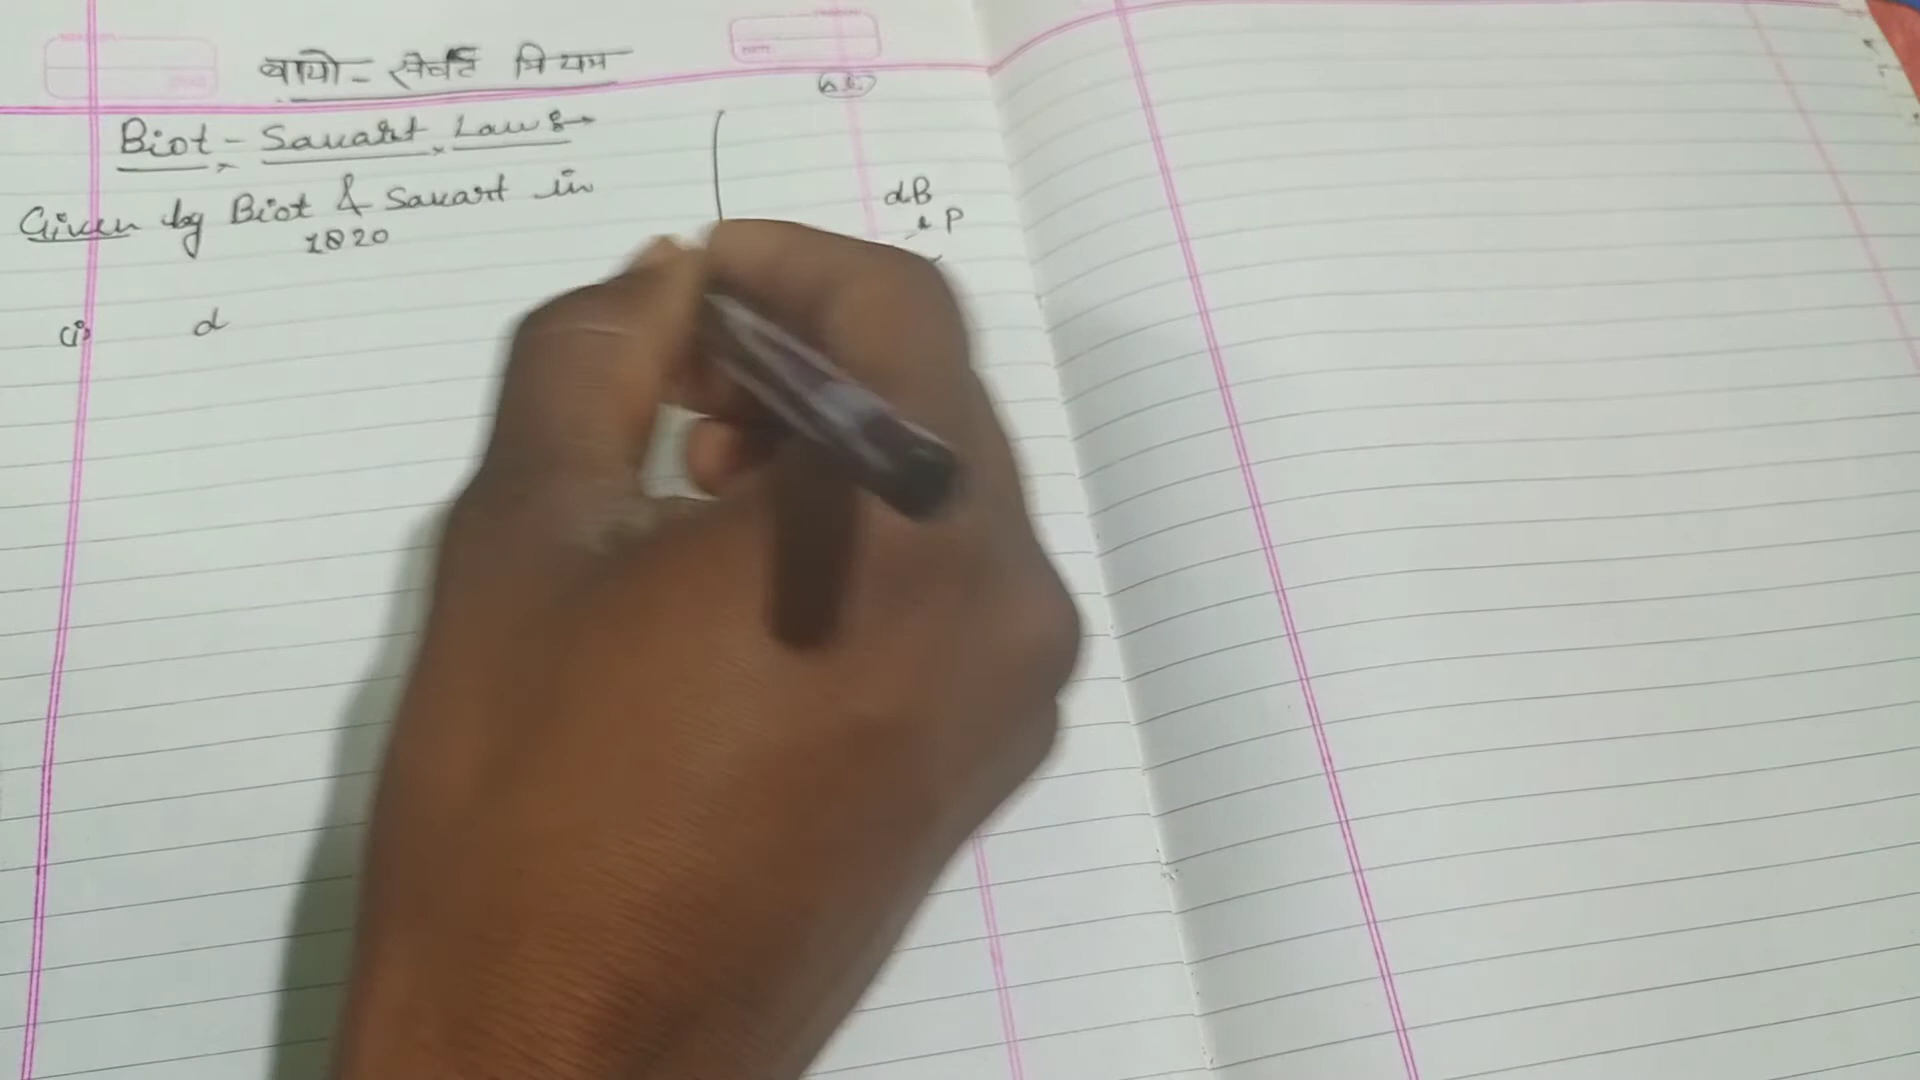 बायो - सेवर्ट नियम
Biot - Savart Law :→
Given by Biot & Savart in
1820
dB
P
(i) d